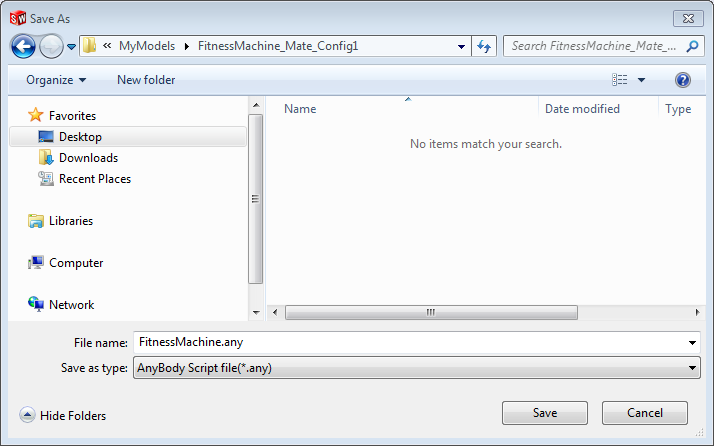 Save As
« MyModels FitnessMachine_Mate_Config1 Search FitnessMachine_Mate_...
Organize New folder
Favorites
Desktop
Downloads
Recent Places
Libraries
Computer
Network
Name Date modified Type
No items match your search.
File name: FitnessMachine.any
Save as type: AnyBody Script file(*.any)
Hide Folders Save Cancel